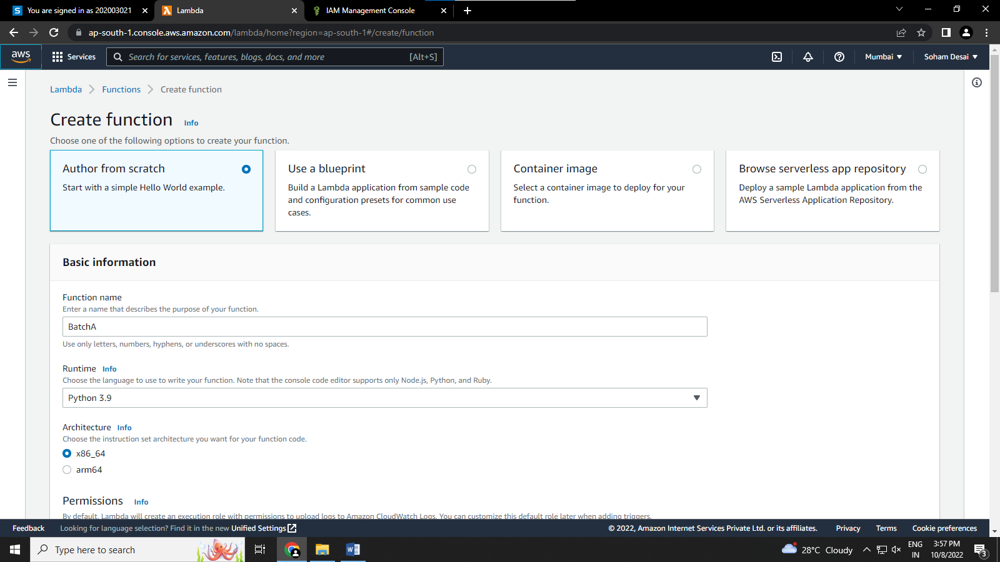 You are signed in as 202003021
Lambda
IAM Management Console
ap-south-1.console.aws.amazon.com/lambda/home?region=ap-south-1#/create/function
aws
Services
Search for services, features, blogs, docs, and more
[Alt+S]
Mumbai
Soham Desai
Lambda
Functions
Create function
Create function
Info
Choose one of the following options to create your function.
Author from scratch
Start with a simple Hello World example.
Use a blueprint
Build a Lambda application from sample code
and configuration presets for common use
cases.
Container image
Select a container image to deploy for your
function.
Browse serverless app repository
Deploy a sample Lambda application from the
AWS Serverless Application Repository.
Basic information
Function name
Enter a name that describes the purpose of your function.
BatchA
Use only letters, numbers, hyphens, or underscores with no spaces.
Runtime Info
Choose the language to use to write your function. Note that the console code editor supports only Node.js, Python, and Ruby.
Python 3.9
Architecture Info
Choose the instruction set architecture you want for your function code.
x86_64
arm64
Permissions Info
By default, Lambda will create an execution role with permissions to upload logs to Amazon CloudWatch Logs. You can customize this default role later when adding triggers.
Feedback
Looking for language selection? Find it in the new Unified Settings
© 2022, Amazon Internet Services Private Ltd. or its affiliates.
Privacy
Terms
Cookie preferences
Type here to search
28°C Cloudy
ENG
IN
3:57 PM
10/8/2022
3